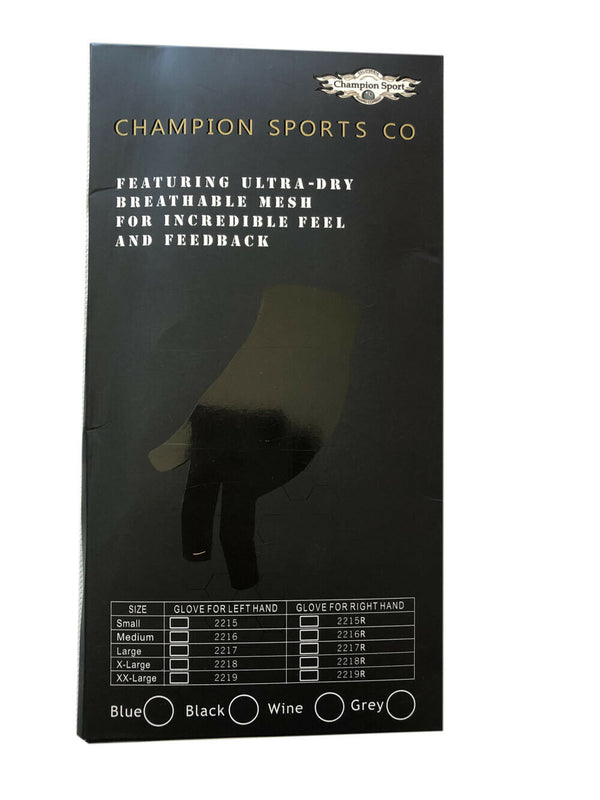 Champion Sport
CHAMPION SPORTS CO
FEATURING ULTRA-DRY
BREATHABLE MESH
FOR INCREDIBLE FEEL
AND FEEDBACK
SIZE GLOVE FOR LEFT HAND GLOVE FOR RIGHT HAND
Small 2215 2215R
Medium 2216 2216R
Large 2217 2217R
X-Large 2218 2218R
XX-Large 2219 2219R
Blue Black Wine Grey